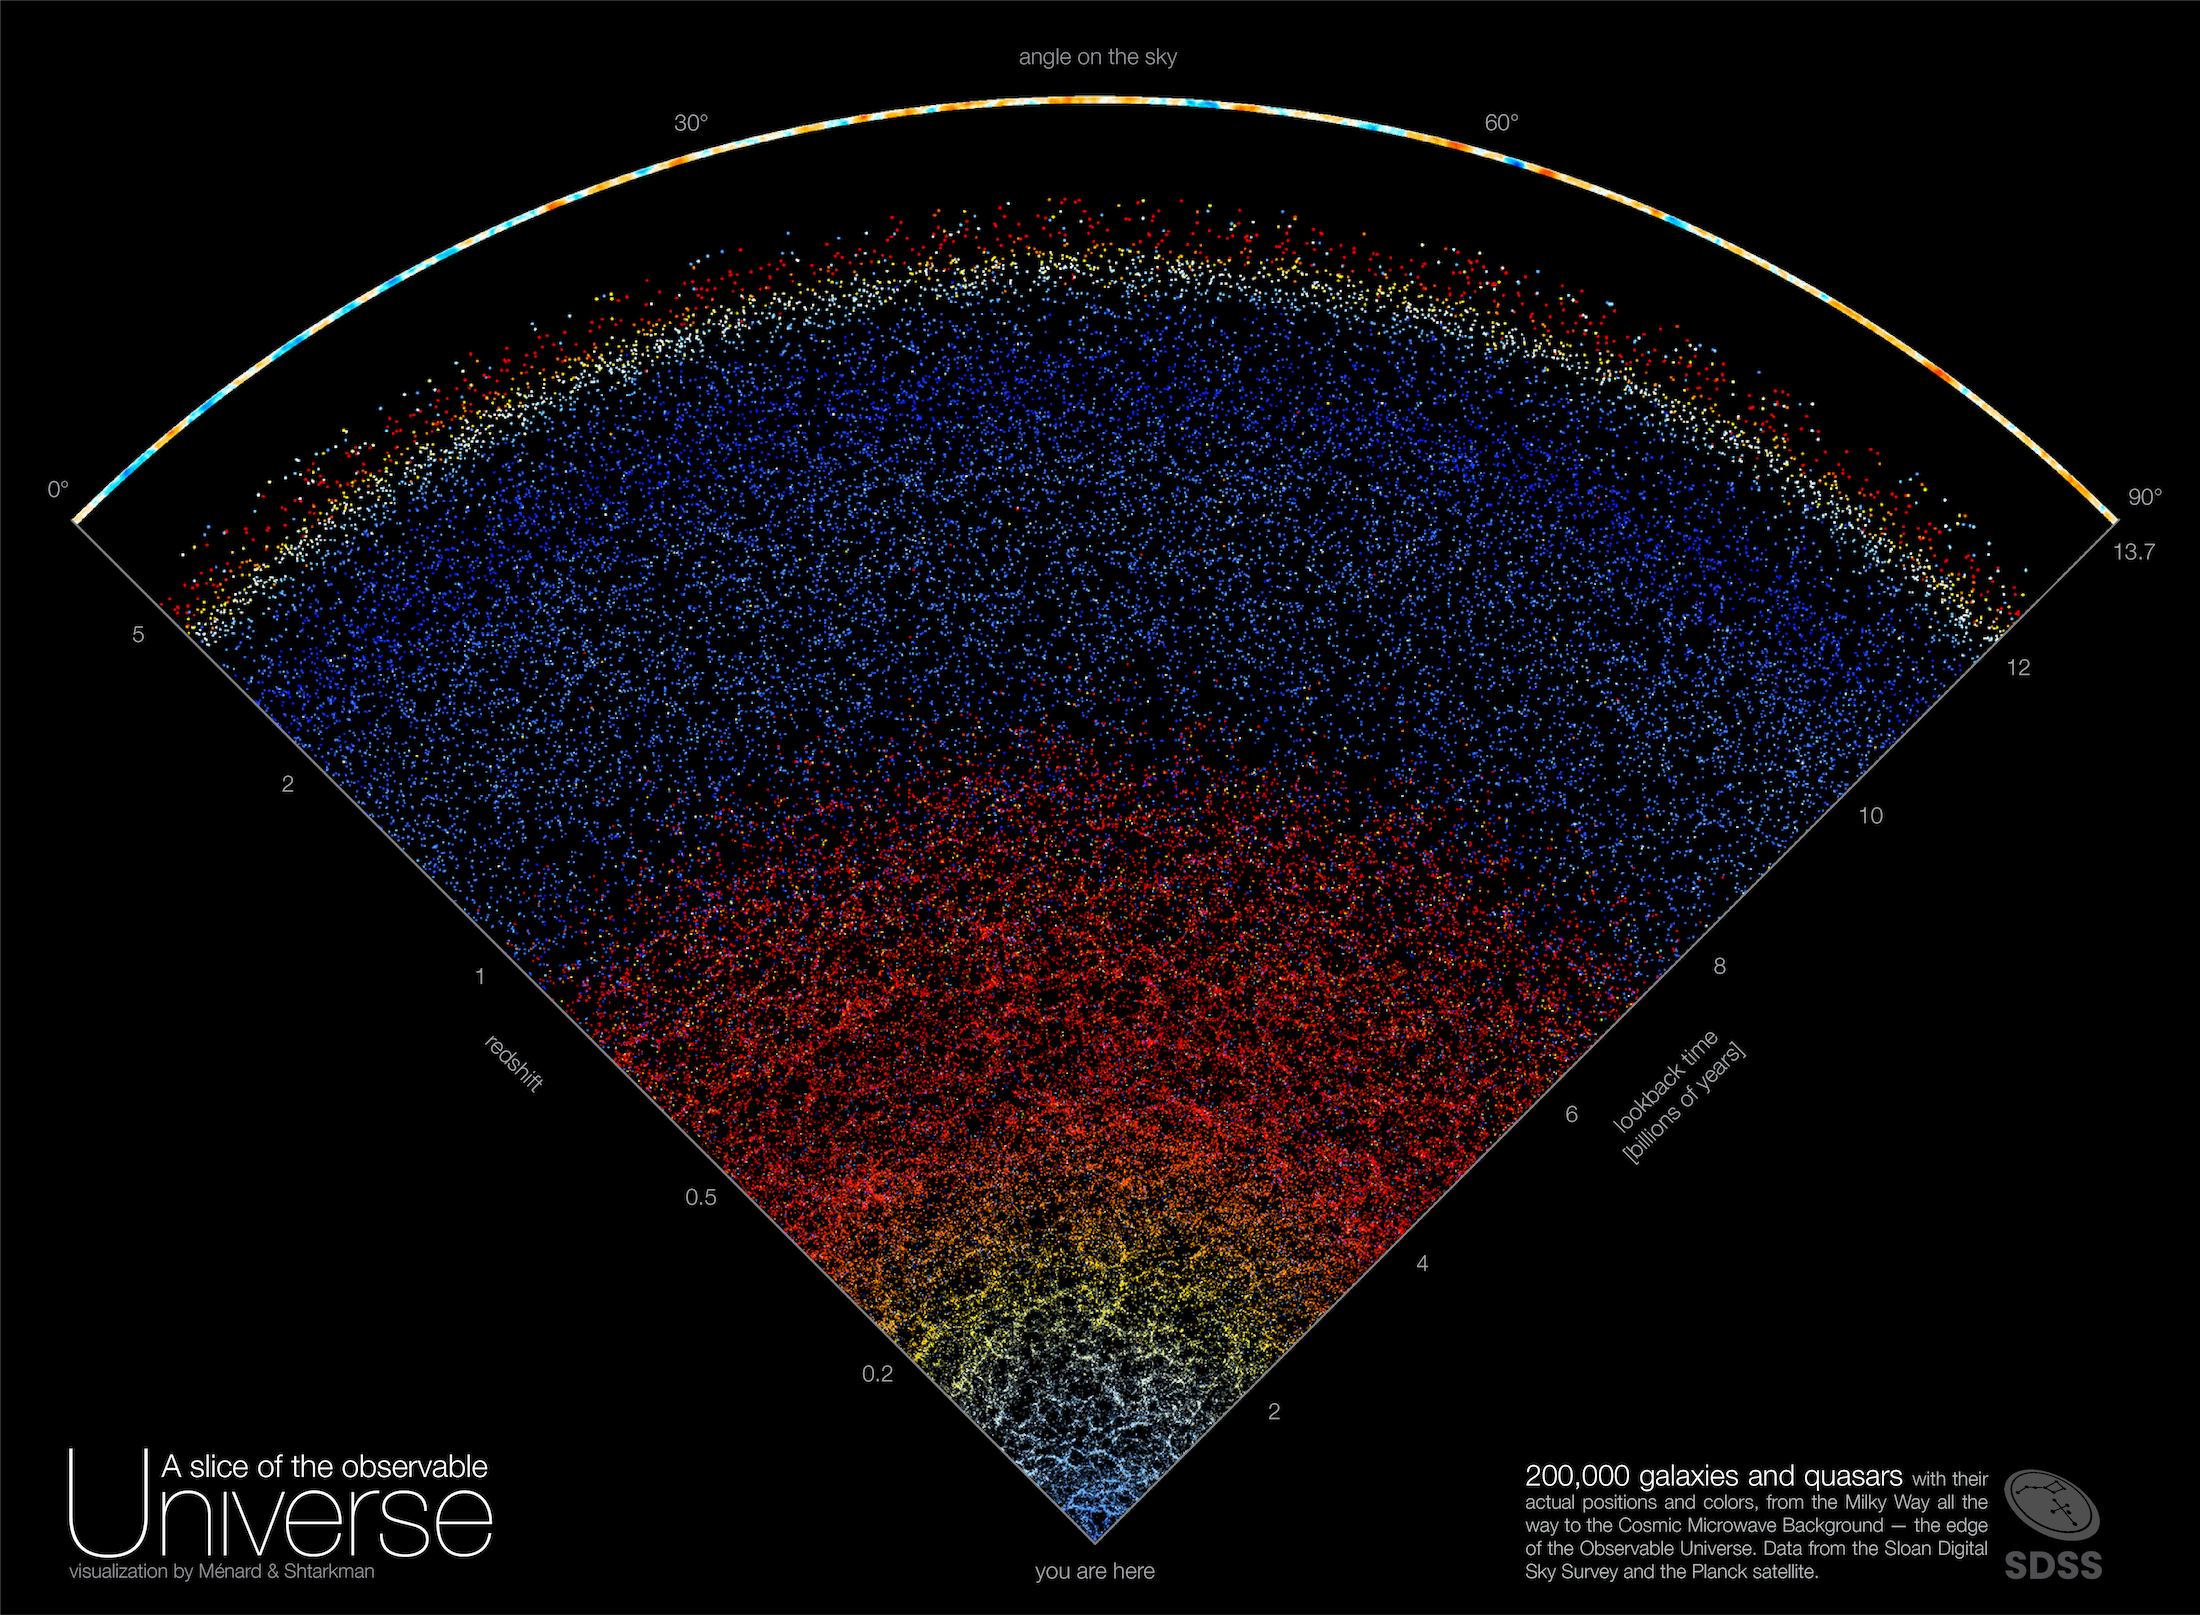 angle on the sky
30°
60°
0°
90°
13.7
5
12
2
10
1
8
redshift
lookback time
[billions of years]
6
0.5
4
0.2
2
A slice of the observable
Universe
visualization by Ménard & Shtarkman
you are here
200,000 galaxies and quasars with their
actual positions and colors, from the Milky Way all the
way to the Cosmic Microwave Background — the edge
of the Observable Universe. Data from the Sloan Digital
Sky Survey and the Planck satellite.
SDSS